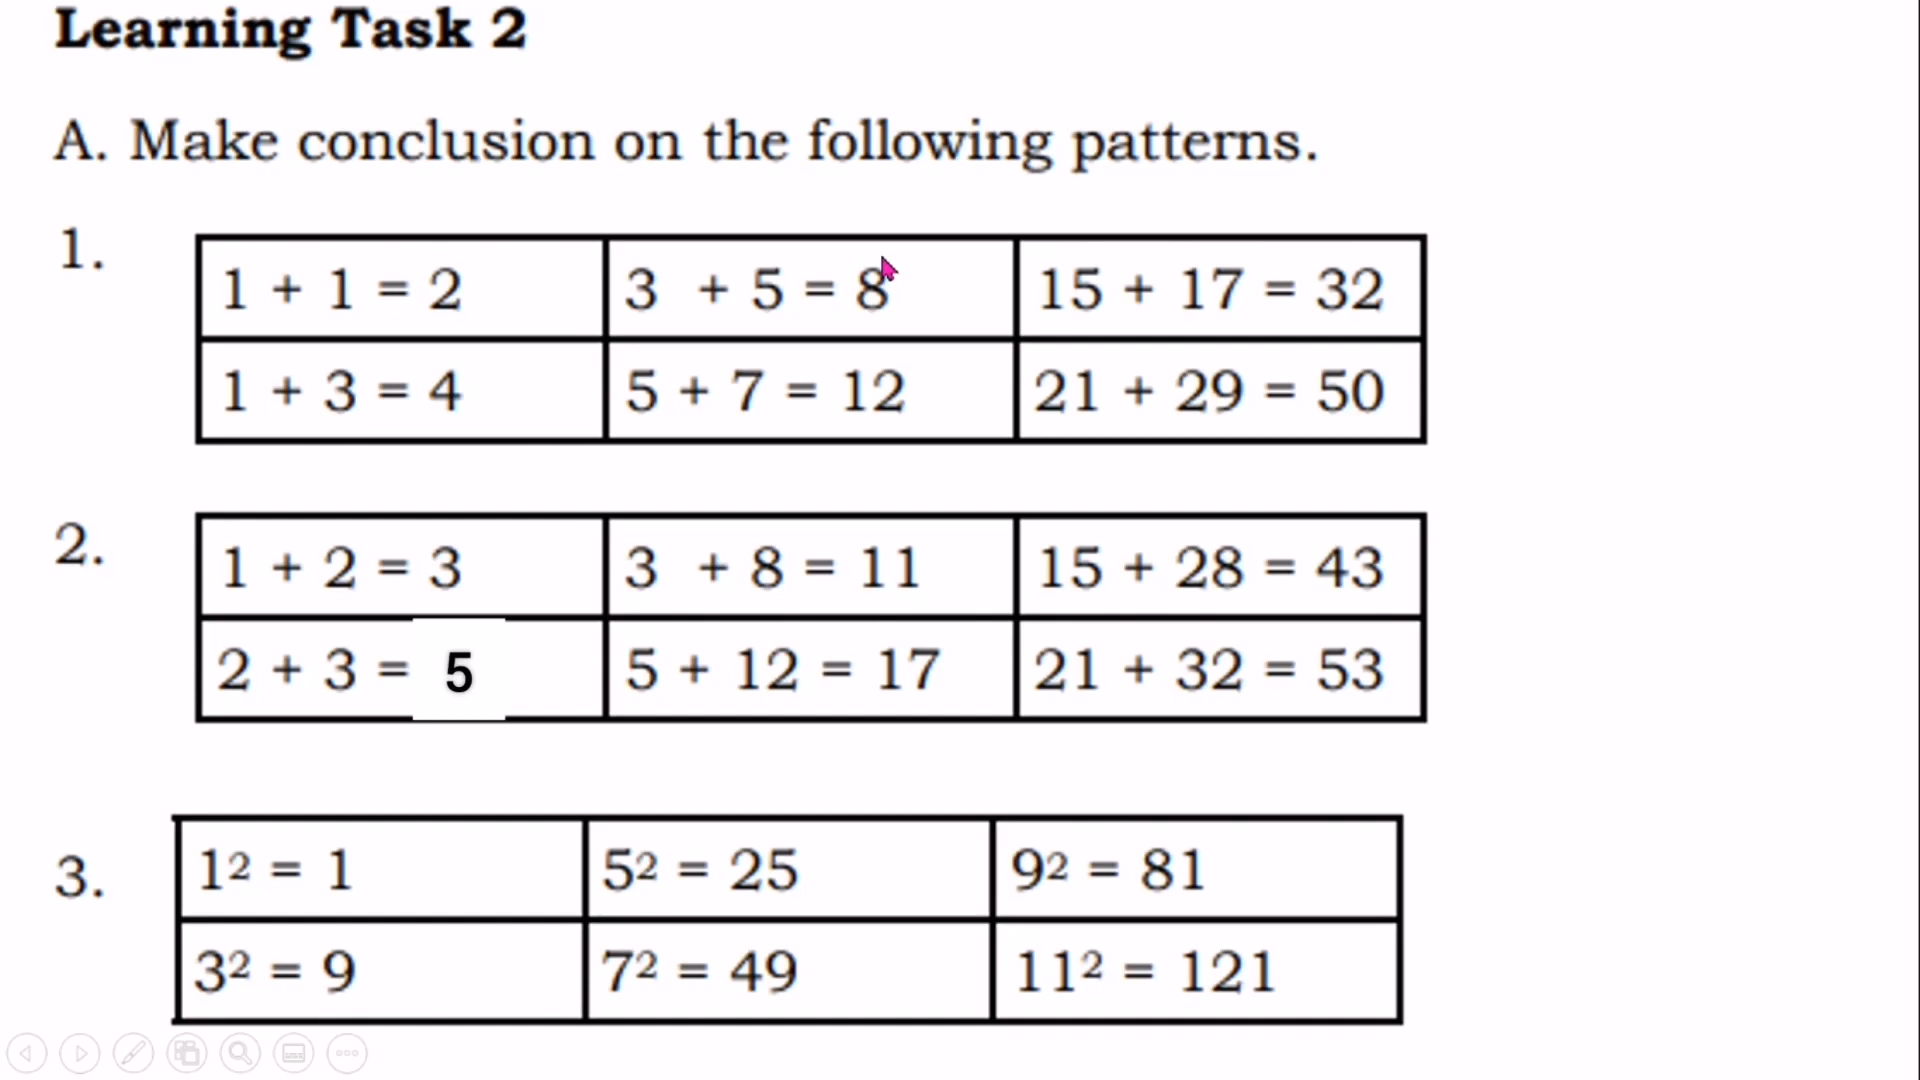 Learning Task 2
A. Make conclusion on the following patterns.
1.
1 + 1 = 2 3 + 5 = 8 15 + 17 = 32
1 + 3 = 4 5 + 7 = 12 21 + 29 = 50
2.
1 + 2 = 3 3 + 8 = 11 15 + 28 = 43
2 + 3 = 5 5 + 12 = 17 21 + 32 = 53
3.
1² = 1 5² = 25 9² = 81
3² = 9 7² = 49 11² = 121